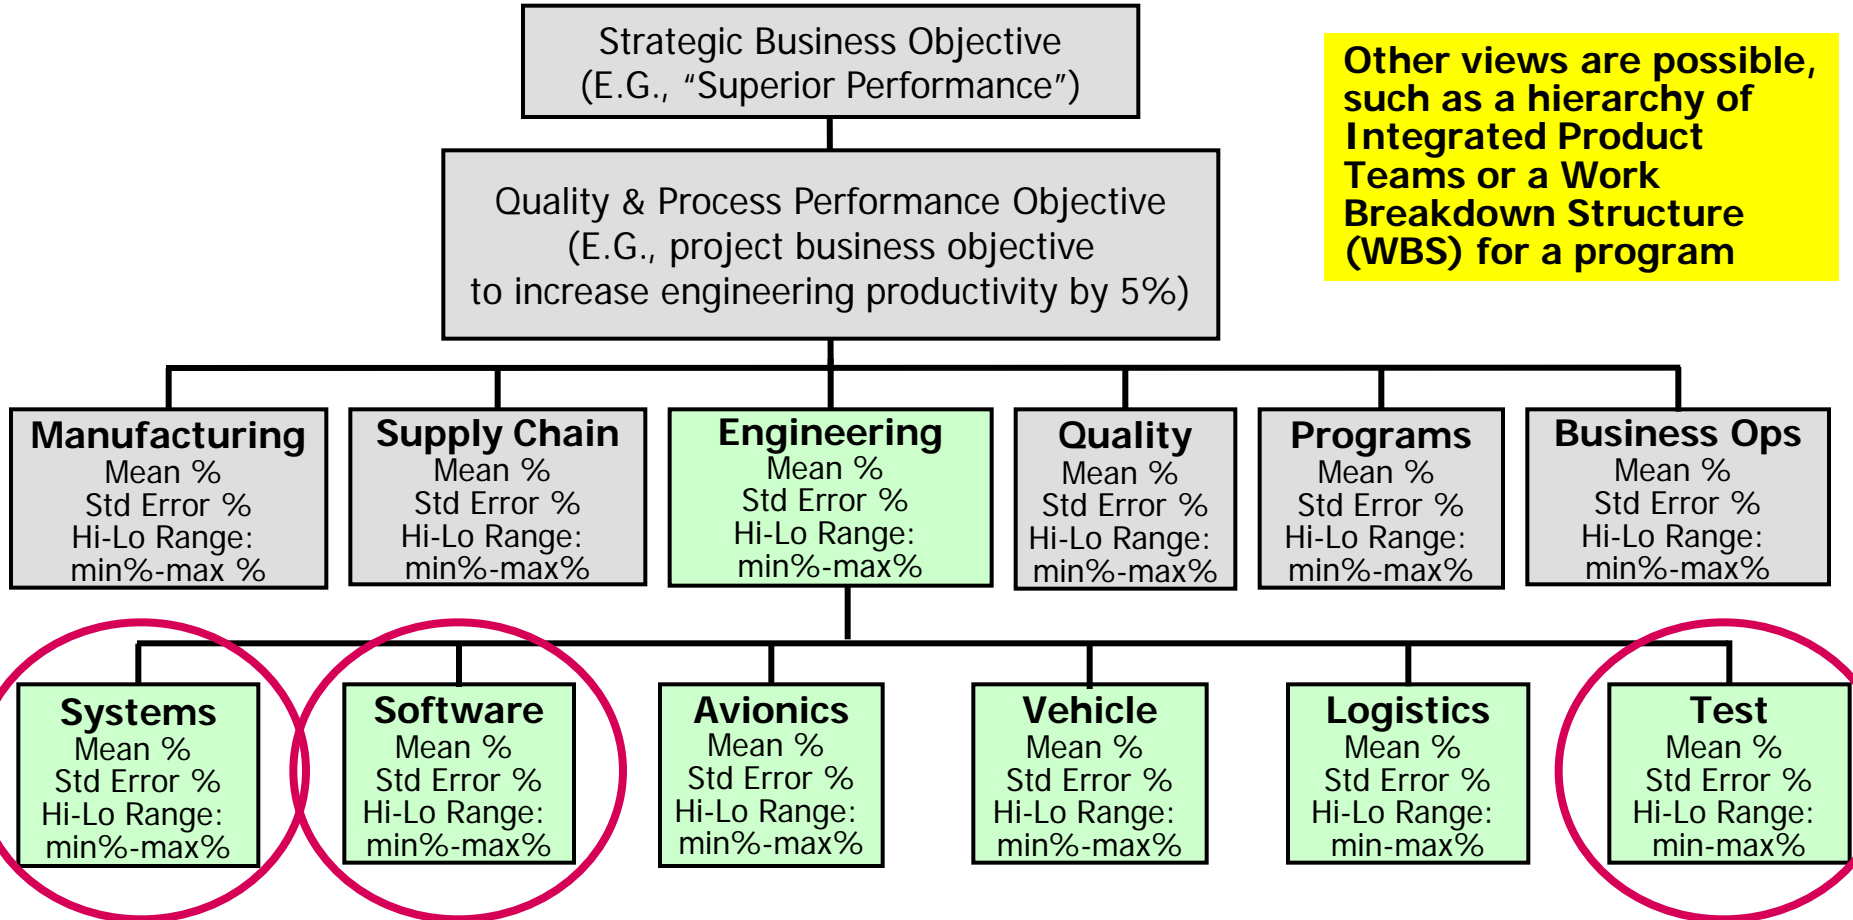 Strategic Business Objective
(E.G., “Superior Performance”)
Other views are possible,
such as a hierarchy of
Integrated Product
Teams or a Work
Breakdown Structure
(WBS) for a program
Quality & Process Performance Objective
(E.G., project business objective
to increase engineering productivity by 5%)
Manufacturing
Mean %
Std Error %
Hi-Lo Range:
min%-max %
Supply Chain
Mean %
Std Error %
Hi-Lo Range:
min%-max%
Engineering
Mean %
Std Error %
Hi-Lo Range:
min%-max%
Quality
Mean %
Std Error %
Hi-Lo Range:
min%-max%
Programs
Mean %
Std Error %
Hi-Lo Range:
min%-max%
Business Ops
Mean %
Std Error %
Hi-Lo Range:
min%-max%
Systems
Mean %
Std Error %
Hi-Lo Range:
min%-max%
Software
Mean %
Std Error %
Hi-Lo Range:
min%-max%
Avionics
Mean %
Std Error %
Hi-Lo Range:
min%-max%
Vehicle
Mean %
Std Error %
Hi-Lo Range:
min%-max%
Logistics
Mean %
Std Error %
Hi-Lo Range:
min-max%
Test
Mean %
Std Error %
Hi-Lo Range:
min-max%